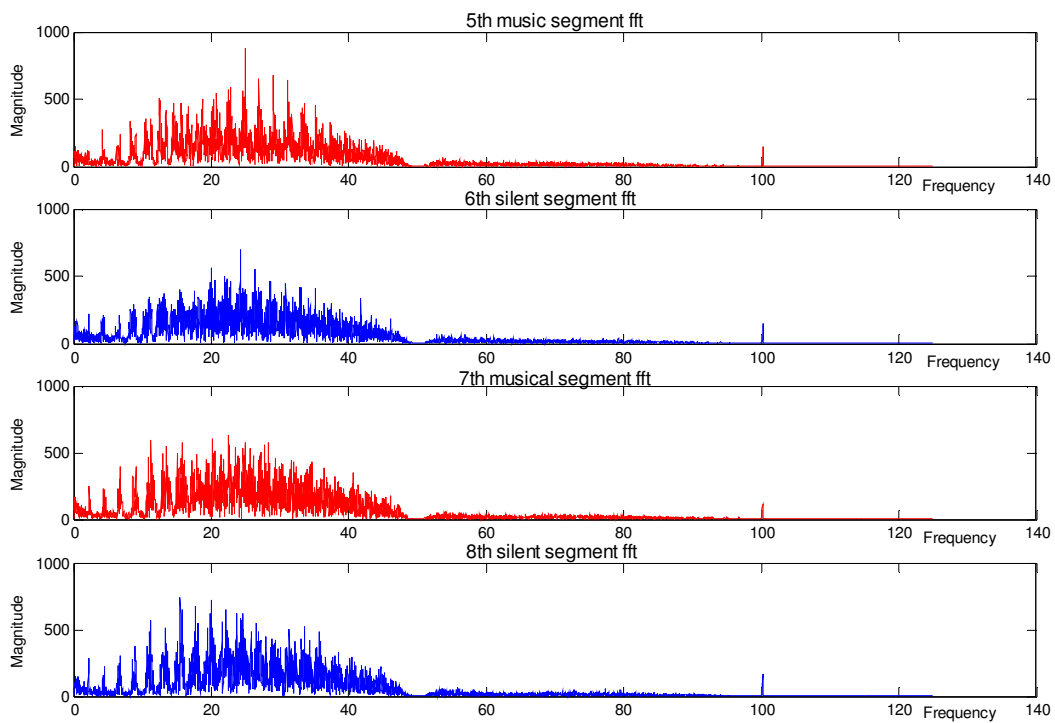 5th music segment fft
1000
500
0
Magnitude
0 20 40 60 80 100 120 140
Frequency
6th silent segment fft
1000
500
0
Magnitude
0 20 40 60 80 100 120 140
Frequency
7th musical segment fft
1000
500
0
Magnitude
0 20 40 60 80 100 120 140
Frequency
8th silent segment fft
1000
500
0
Magnitude
0 20 40 60 80 100 120 140
Frequency